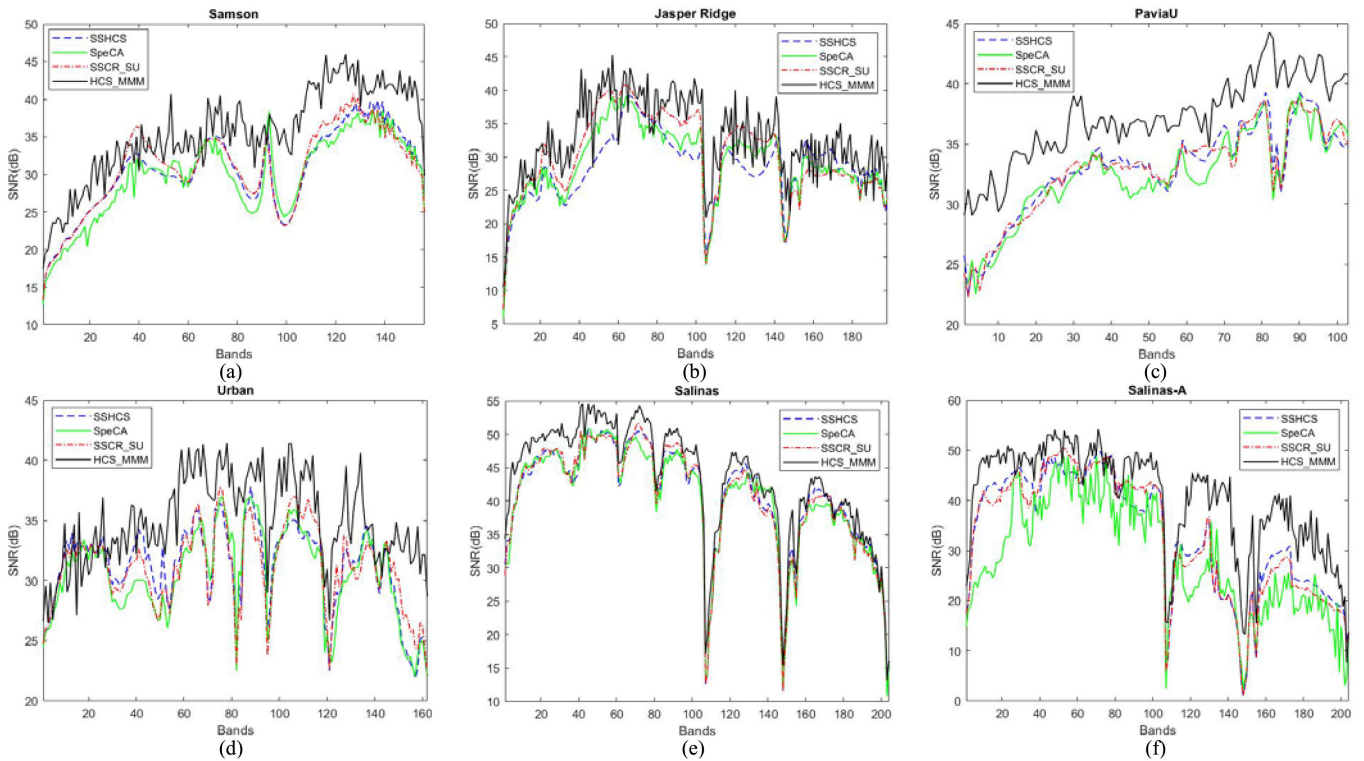 Samson
50
45
40
35
30
25
20
15
10
SNR(dB)
SSHCS
SpeCA
SSCR_SU
HCS_MMM
20 40 60 80 100 120 140
Bands
(a)
Jasper Ridge
50
45
40
35
30
25
20
15
10
5
SNR(dB)
SSHCS
SpeCA
SSCR_SU
HCS_MMM
20 40 60 80 100 120 140 160 180
Bands
(b)
PaviaU
45
40
35
30
25
20
SNR(dB)
SSHCS
SpeCA
SSCR_SU
HCS_MMM
10 20 30 40 50 60 70 80 90 100
Bands
(c)
Urban
45
40
35
30
25
20
SNR(dB)
SSHCS
SpeCA
SSCR_SU
HCS_MMM
20 40 60 80 100 120 140 160
Bands
(d)
Salinas
55
50
45
40
35
30
25
20
15
10
SNR(dB)
SSHCS
SpeCA
SSCR_SU
HCS_MMM
20 40 60 80 100 120 140 160 180 200
Bands
(e)
Salinas-A
60
50
40
30
20
10
0
SNR(dB)
SSHCS
SpeCA
SSCR_SU
HCS_MMM
20 40 60 80 100 120 140 160 180 200
Bands
(f)